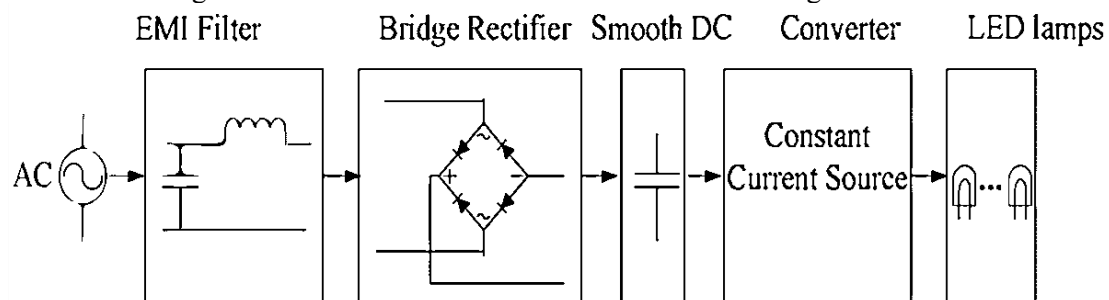 EMI Filter
Bridge Rectifier
Smooth DC
Converter
LED lamps
AC
~
+
−
~
Constant
Current Source
...